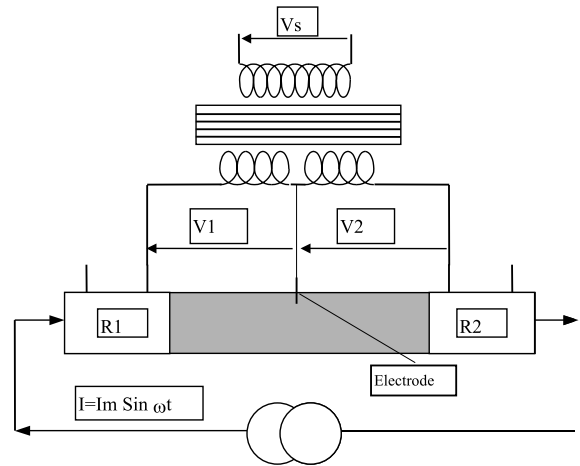 Vs
V1
V2
R1
R2
Electrode
I=Im Sin ωt